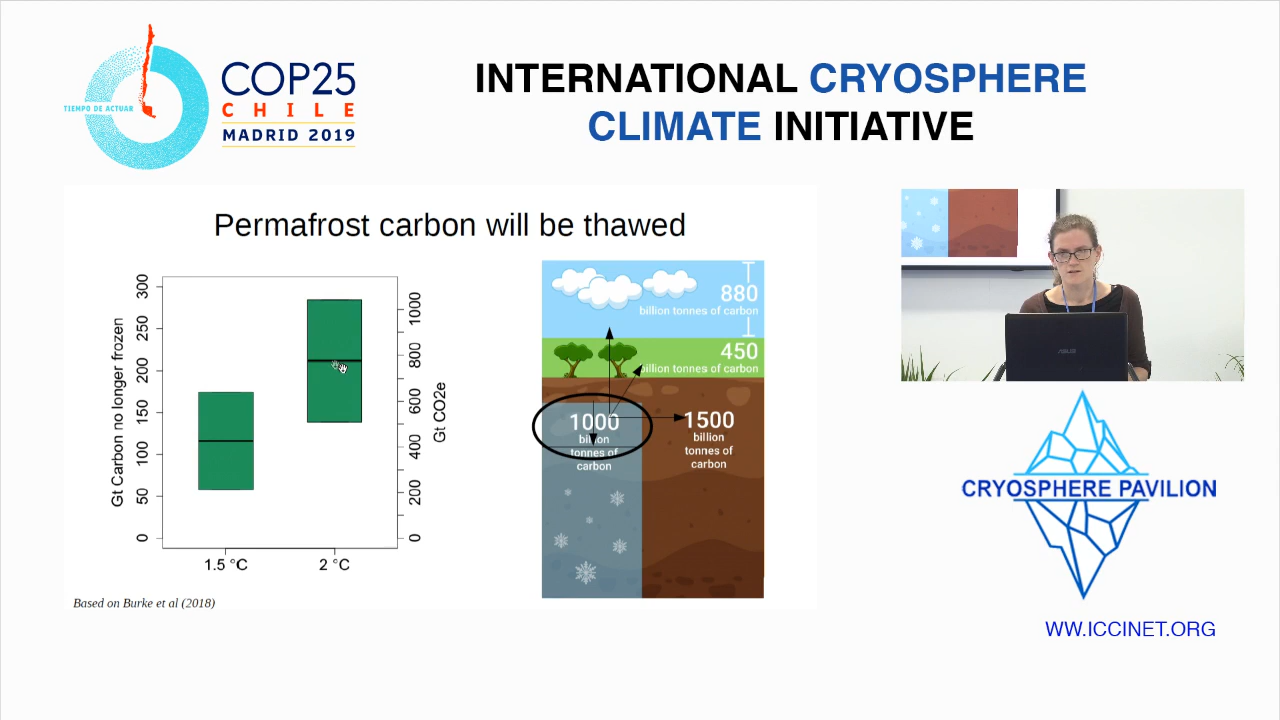 TIEMPO DE ACTUAR
COP25
CHILE
MADRID 2019
INTERNATIONAL CRYOSPHERE
CLIMATE INITIATIVE
Permafrost carbon will be thawed
Gt Carbon no longer frozen
300
250
200
150
100
50
0
1.5 °C
2 °C
1000
800
600
400
200
0
Gt CO2e
Based on Burke et al (2018)
880
billion tonnes of carbon
450
billion tonnes of carbon
1000
billion
tonnes of
carbon
1500
billion
tonnes of
carbon
ASUS
CRYOSPHERE PAVILION
WW.ICCINET.ORG